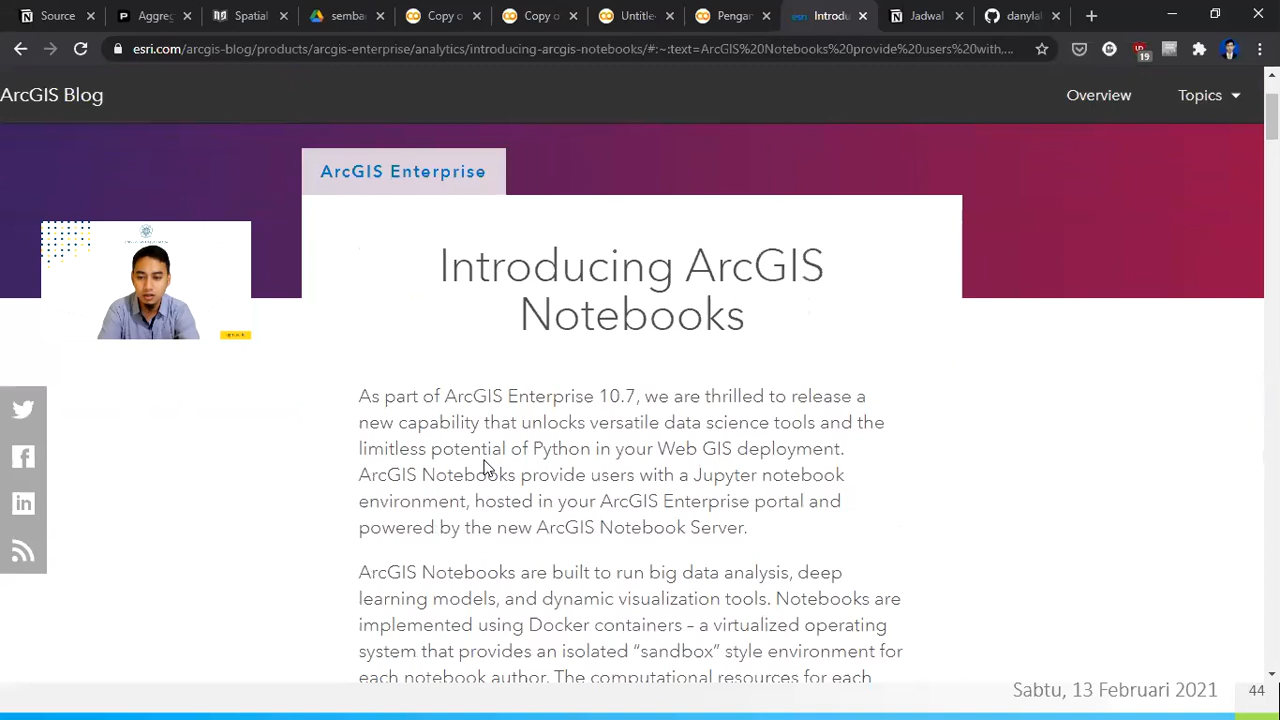 Source
Aggreg
Spatial
semba
Copy o
Copy o
Untitle
Pengan
esri
Introdu
Jadwa
danylal
esri.com/arcgis-blog/products/arcgis-enterprise/analytics/introducing-arcgis-notebooks/#:~:text=ArcGIS%20Notebooks%20provide%20users%20with,...
19
ArcGIS Blog
Overview
Topics
ArcGIS Enterprise
Introducing ArcGIS
Notebooks
As part of ArcGIS Enterprise 10.7, we are thrilled to release a
new capability that unlocks versatile data science tools and the
limitless potential of Python in your Web GIS deployment.
ArcGIS Notebooks provide users with a Jupyter notebook
environment, hosted in your ArcGIS Enterprise portal and
powered by the new ArcGIS Notebook Server.
ArcGIS Notebooks are built to run big data analysis, deep
learning models, and dynamic visualization tools. Notebooks are
implemented using Docker containers – a virtualized operating
system that provides an isolated “sandbox” style environment for
each notebook author. The computational resources for each
Sabtu, 13 Februari 2021
44